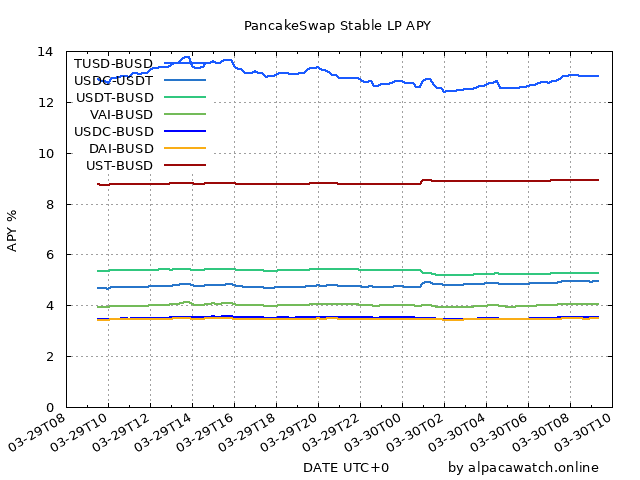 PancakeSwap Stable LP APY
14
12
10
8
6
4
2
0
APY %
TUSD-BUSD
USDC-USDT
USDT-BUSD
VAI-BUSD
USDC-BUSD
DAI-BUSD
UST-BUSD
03-29T08
03-29T10
03-29T12
03-29T14
03-29T16
03-29T18
03-29T20
03-29T22
03-30T00
03-30T02
03-30T04
03-30T06
03-30T08
03-30T10
DATE UTC+0
by alpacawatch.online